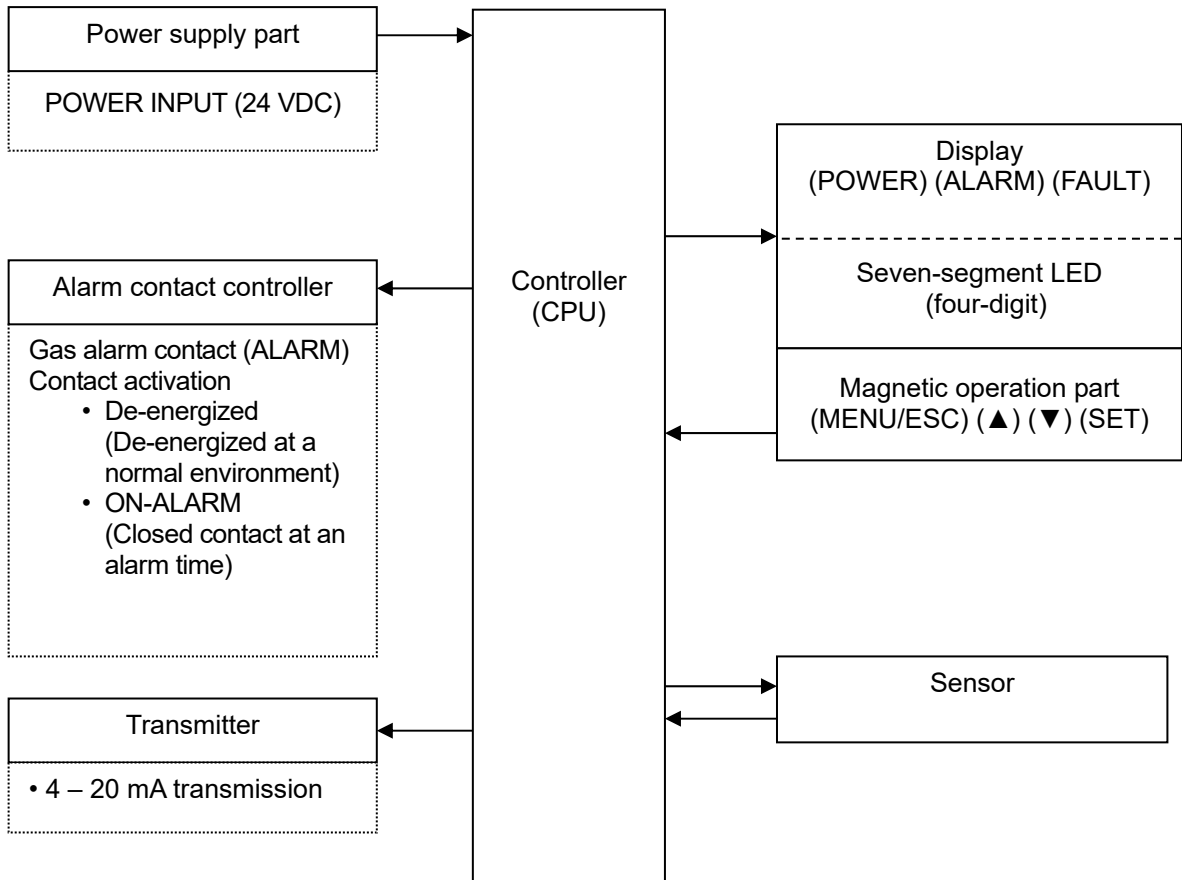 Power supply part
POWER INPUT (24 VDC)
Alarm contact controller
Gas alarm contact (ALARM)
Contact activation
• De-energized
(De-energized at a
normal environment)
• ON-ALARM
(Closed contact at an
alarm time)
Transmitter
• 4 – 20 mA transmission
Controller
(CPU)
Display
(POWER) (ALARM) (FAULT)
Seven-segment LED
(four-digit)
Magnetic operation part
(MENU/ESC) (▲) (▼) (SET)
Sensor